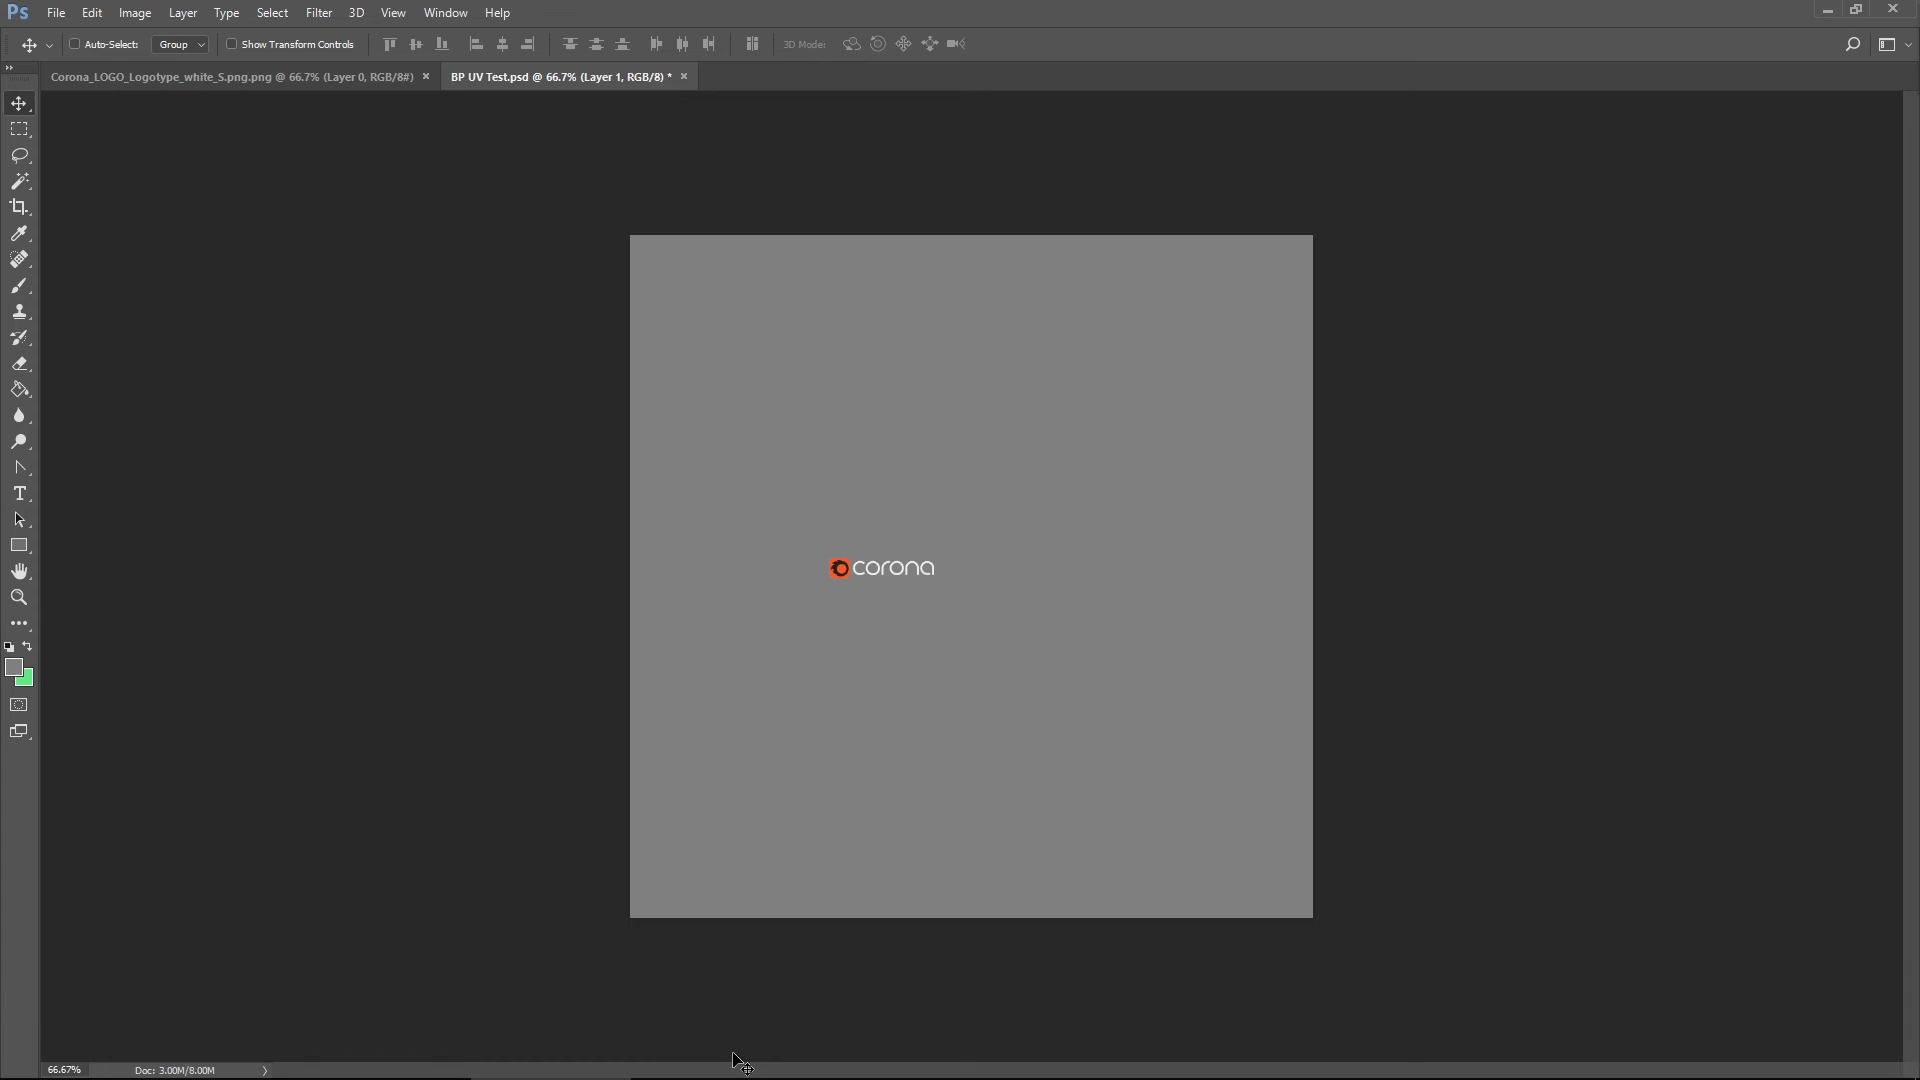 Ps File Edit Image Layer Type Select Filter 3D View Window Help
Auto-Select: Group Show Transform Controls 3D Mode:
Corona_LOGO_Logotype_white_S.png.png @ 66.7% (Layer 0, RGB/8#) × BP UV Test.psd @ 66.7% (Layer 1, RGB/8) * ×
corona
T
66.67% Doc: 3.00M/8.00M